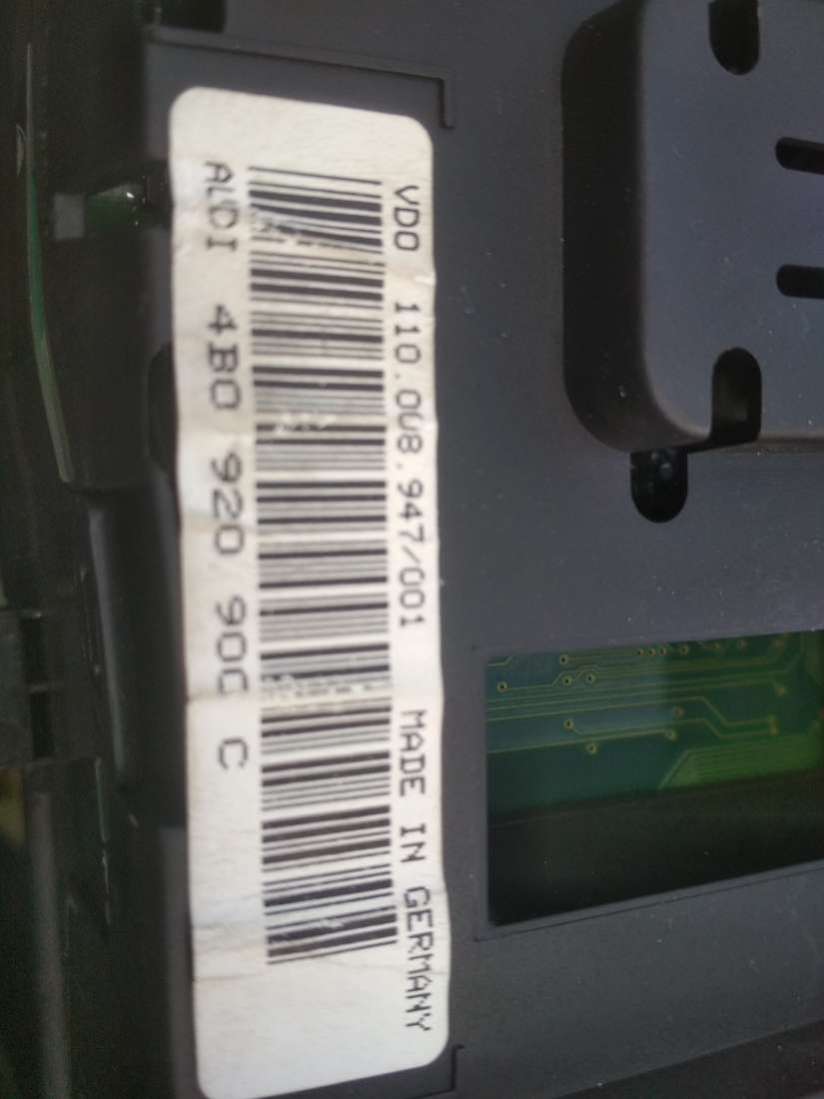 VDO 110.008.947/001 MADE IN GERMANY
AUDI 4B0 920 900 C